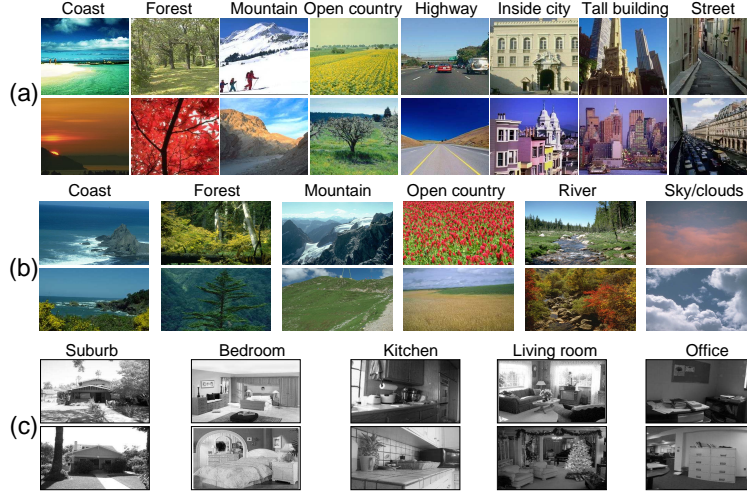 Coast Forest Mountain Open country Highway Inside city Tall building Street
(a)
Coast Forest Mountain Open country River Sky/clouds
(b)
Suburb Bedroom Kitchen Living room Office
(c)